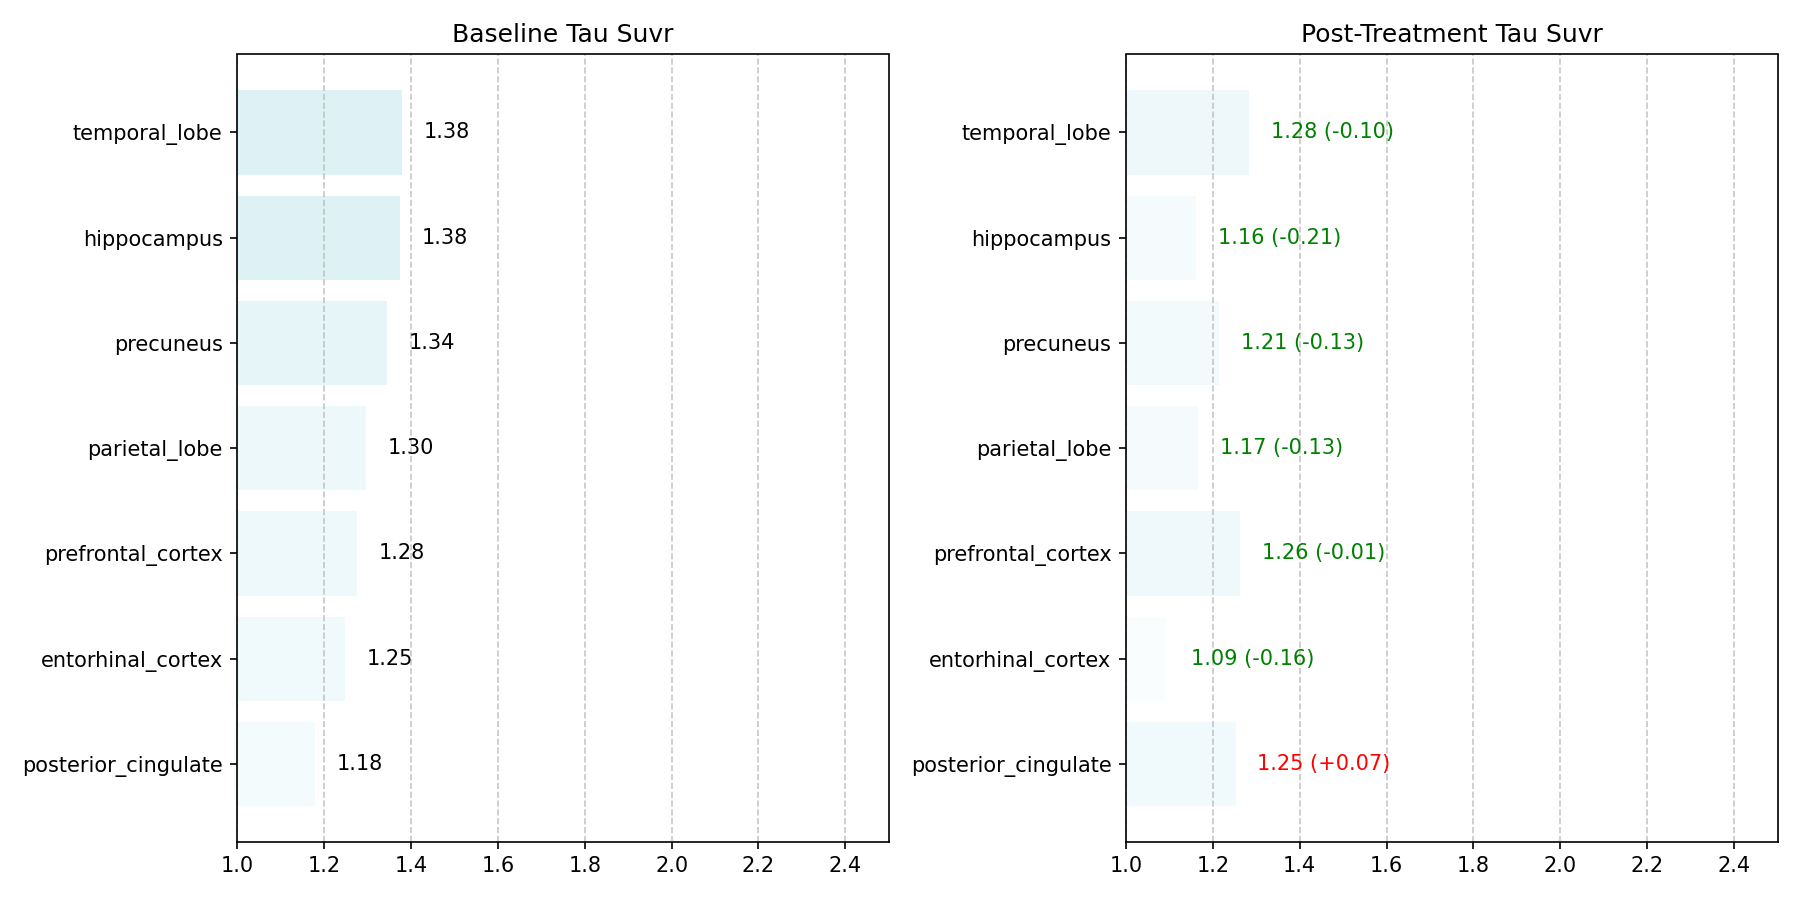 Baseline Tau Suvr
temporal_lobe 1.38
hippocampus 1.38
precuneus 1.34
parietal_lobe 1.30
prefrontal_cortex 1.28
entorhinal_cortex 1.25
posterior_cingulate 1.18
1.0 1.2 1.4 1.6 1.8 2.0 2.2 2.4
Post-Treatment Tau Suvr
temporal_lobe 1.28 (-0.10)
hippocampus 1.16 (-0.21)
precuneus 1.21 (-0.13)
parietal_lobe 1.17 (-0.13)
prefrontal_cortex 1.26 (-0.01)
entorhinal_cortex 1.09 (-0.16)
posterior_cingulate 1.25 (+0.07)
1.0 1.2 1.4 1.6 1.8 2.0 2.2 2.4